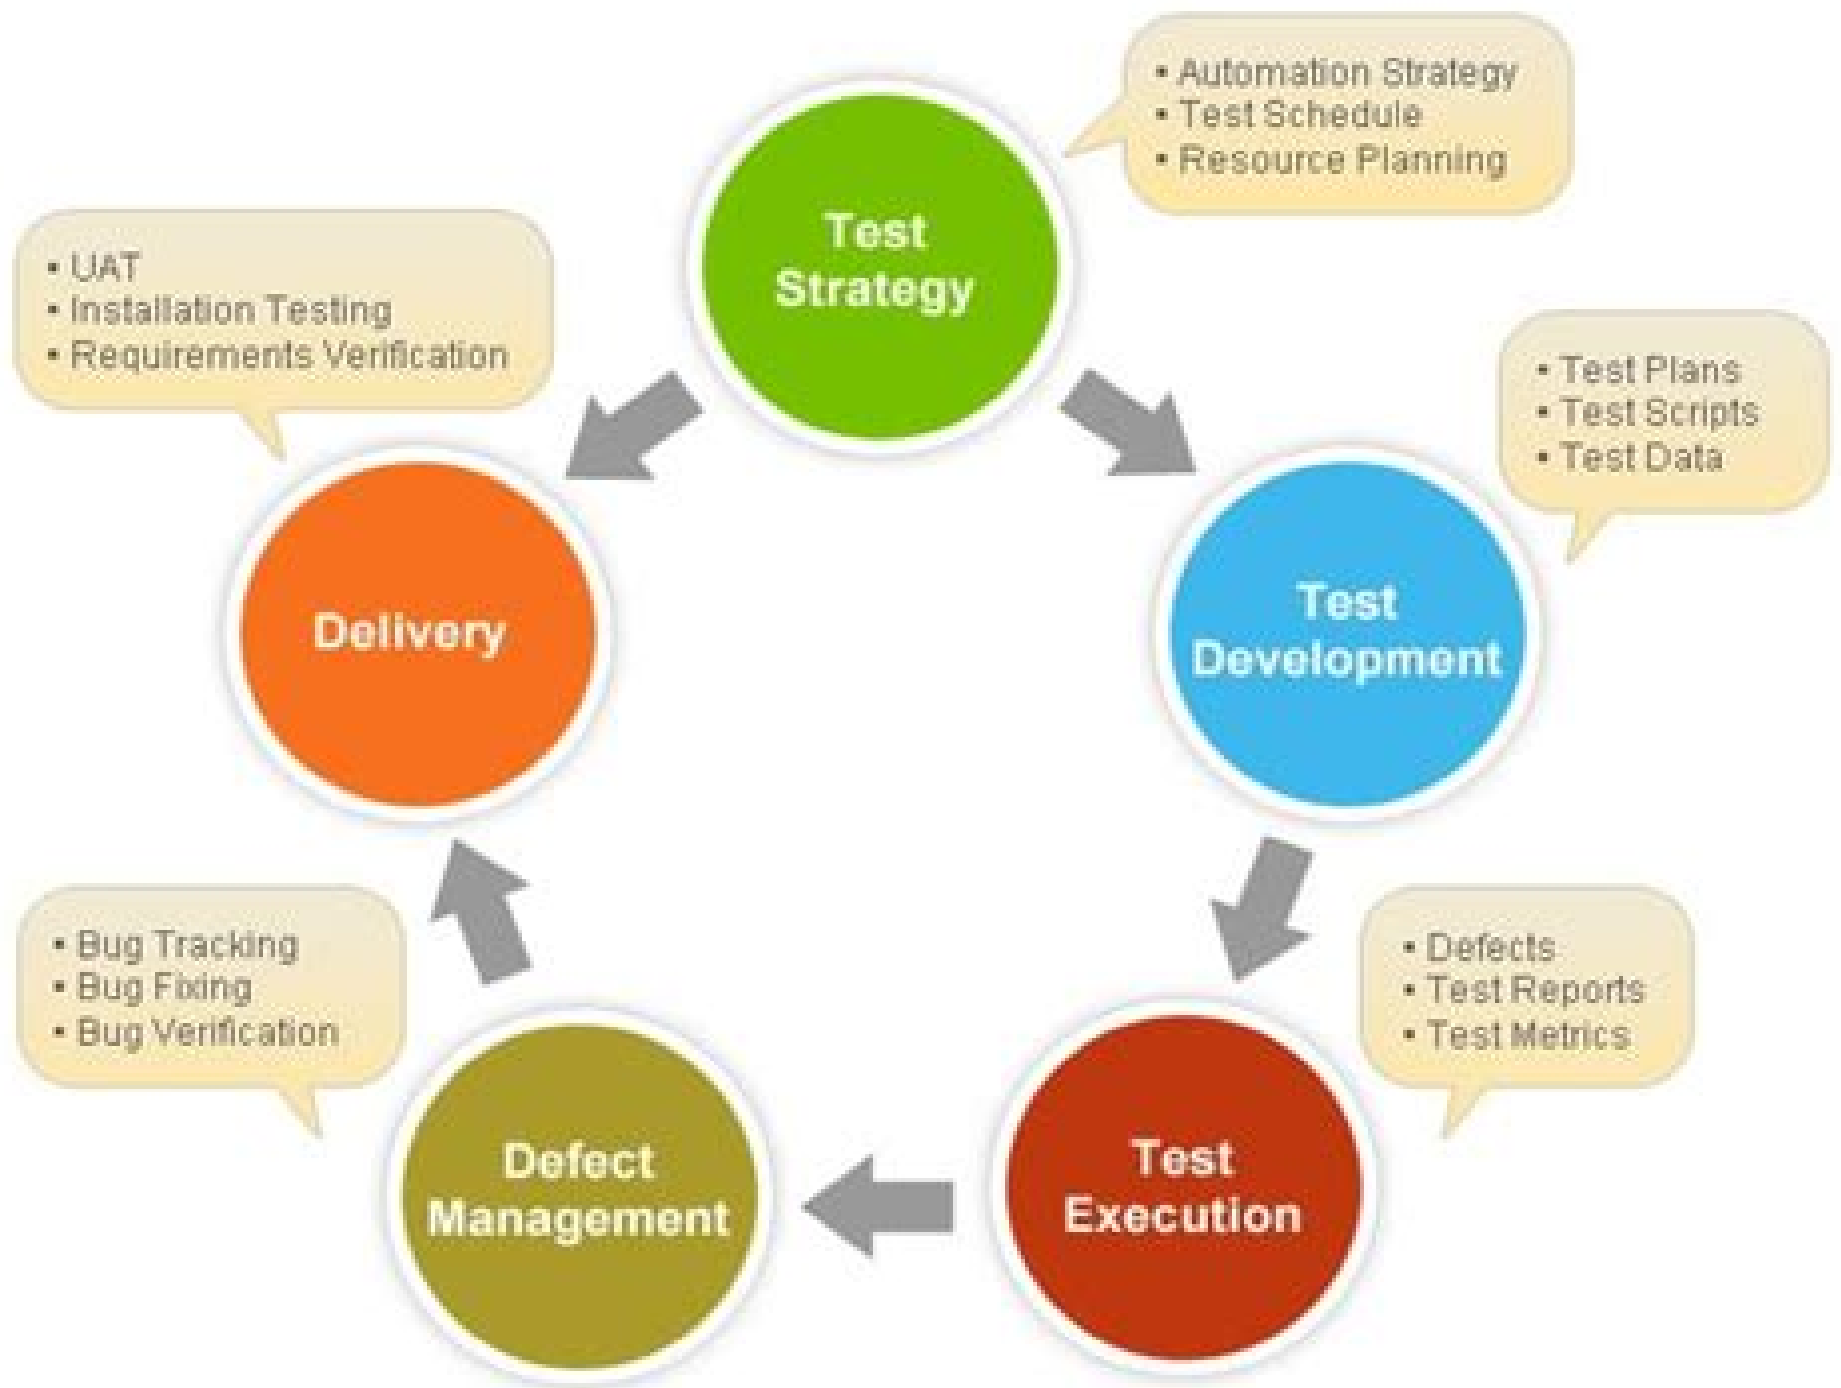 • Automation Strategy
• Test Schedule
• Resource Planning
Test
Strategy
• UAT
• Installation Testing
• Requirements Verification
• Test Plans
• Test Scripts
• Test Data
Delivery
Test
Development
• Bug Tracking
• Bug Fixing
• Bug Verification
• Defects
• Test Reports
• Test Metrics
Defect
Management
Test
Execution